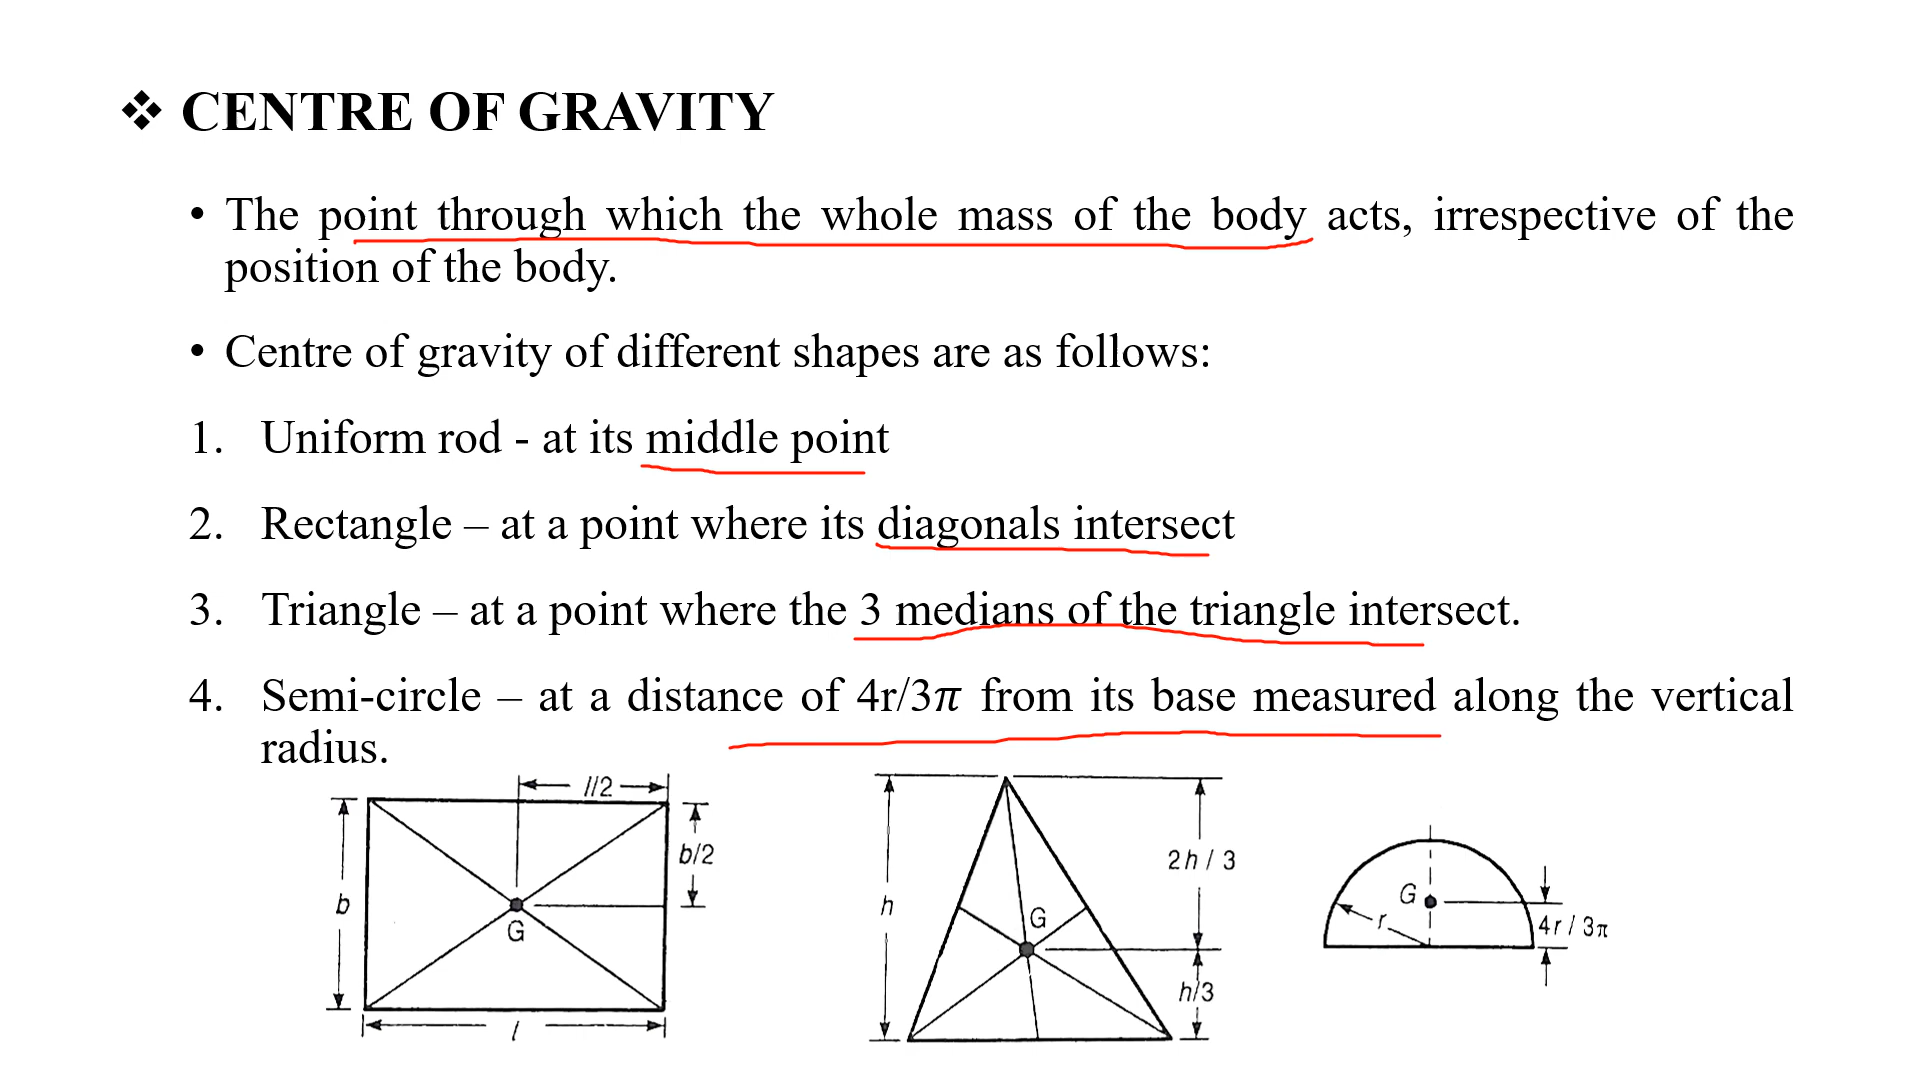 ❖ CENTRE OF GRAVITY
• The point through which the whole mass of the body acts, irrespective of the
position of the body.
• Centre of gravity of different shapes are as follows:
1. Uniform rod - at its middle point
2. Rectangle – at a point where its diagonals intersect
3. Triangle – at a point where the 3 medians of the triangle intersect.
4. Semi-circle – at a distance of 4r/3π from its base measured along the vertical
radius.
l/2
b/2
b
G
l
2h / 3
h
G
h/3
G
r
4r / 3π